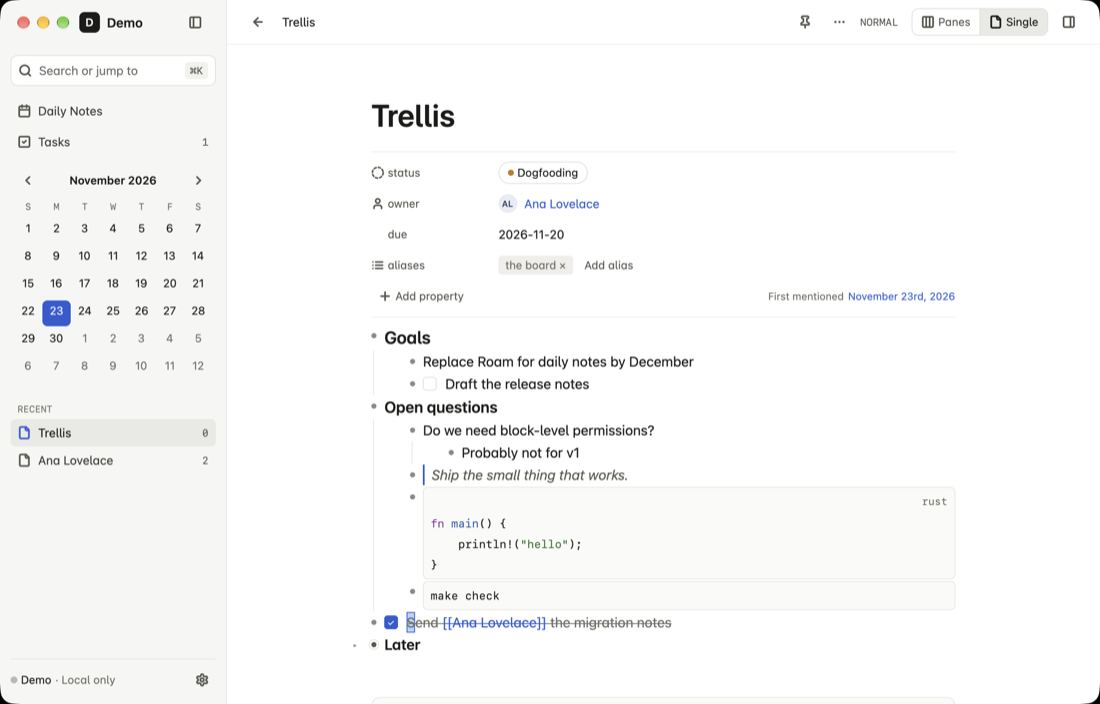 D Demo
Search or jump to ⌘K
Daily Notes
Tasks 1
November 2026
S M T W T F S
1 2 3 4 5 6 7
8 9 10 11 12 13 14
15 16 17 18 19 20 21
22 23 24 25 26 27 28
29 30 1 2 3 4 5
6 7 8 9 10 11 12
RECENT
Trellis 0
Ana Lovelace 2
Demo · Local only
Trellis
NORMAL
Panes
Single
Trellis
status Dogfooding
owner AL Ana Lovelace
due 2026-11-20
aliases the board × Add alias
+ Add property First mentioned November 23rd, 2026
Goals
Replace Roam for daily notes by December
Draft the release notes
Open questions
Do we need block-level permissions?
Probably not for v1
Ship the small thing that works.
rust
fn main() {
    println!("hello");
}
make check
Send [[Ana Lovelace]] the migration notes
Later